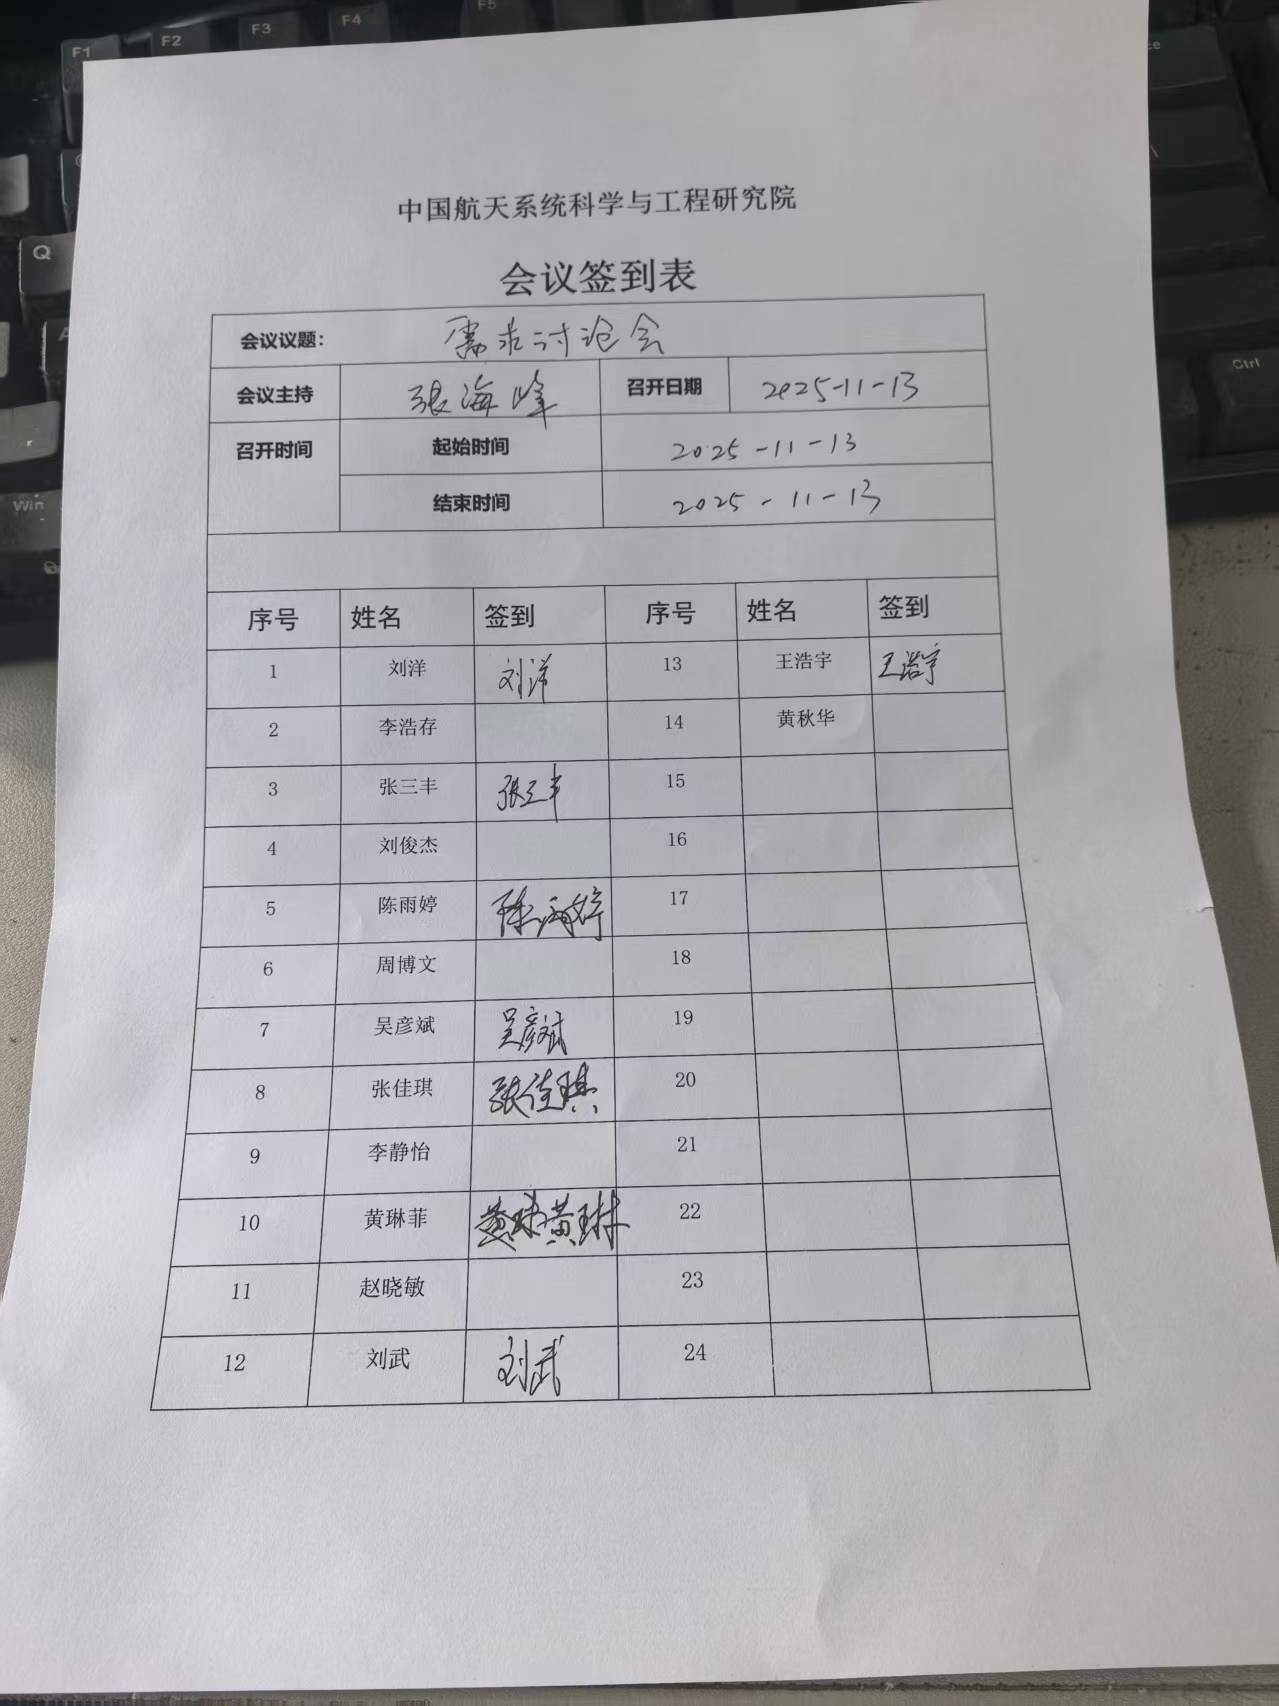 F1 F2 F3 F4 F5
Q
Win
Ctrl
中国航天系统科学与工程研究院
会议签到表
会议议题： 需求讨论会
会议主持 张海峰 召开日期 2025-11-13
召开时间 起始时间 2025-11-13
结束时间 2025-11-13
序号 姓名 签到 序号 姓名 签到
1 刘洋 刘洋 13 王浩宇 王浩宇
2 李浩存 14 黄秋华
3 张三丰 张三丰 15
4 刘俊杰 16
5 陈雨婷 陈雨婷 17
6 周博文 18
7 吴彦斌 吴彦斌 19
8 张佳琪 张佳琪 20
9 李静怡 21
10 黄琳菲 黄琳 22
11 赵晓敏 23
12 刘武 刘武 24